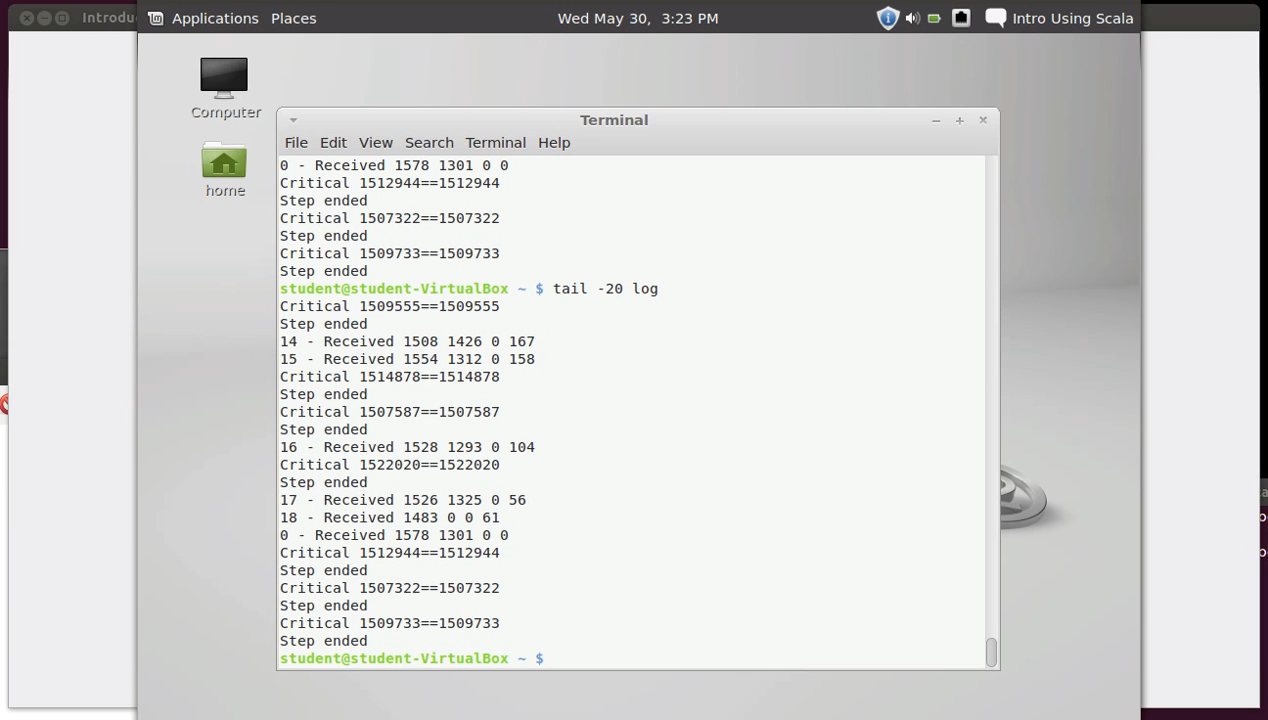 Introdu
Applications Places Wed May 30, 3:23 PM Intro Using Scala
Computer
home
Terminal
File Edit View Search Terminal Help
0 - Received 1578 1301 0 0
Critical 1512944==1512944
Step ended
Critical 1507322==1507322
Step ended
Critical 1509733==1509733
Step ended
student@student-VirtualBox ~ $ tail -20 log
Critical 1509555==1509555
Step ended
14 - Received 1508 1426 0 167
15 - Received 1554 1312 0 158
Critical 1514878==1514878
Step ended
Critical 1507587==1507587
Step ended
16 - Received 1528 1293 0 104
Critical 1522020==1522020
Step ended
17 - Received 1526 1325 0 56
18 - Received 1483 0 0 61
0 - Received 1578 1301 0 0
Critical 1512944==1512944
Step ended
Critical 1507322==1507322
Step ended
Critical 1509733==1509733
Step ended
student@student-VirtualBox ~ $